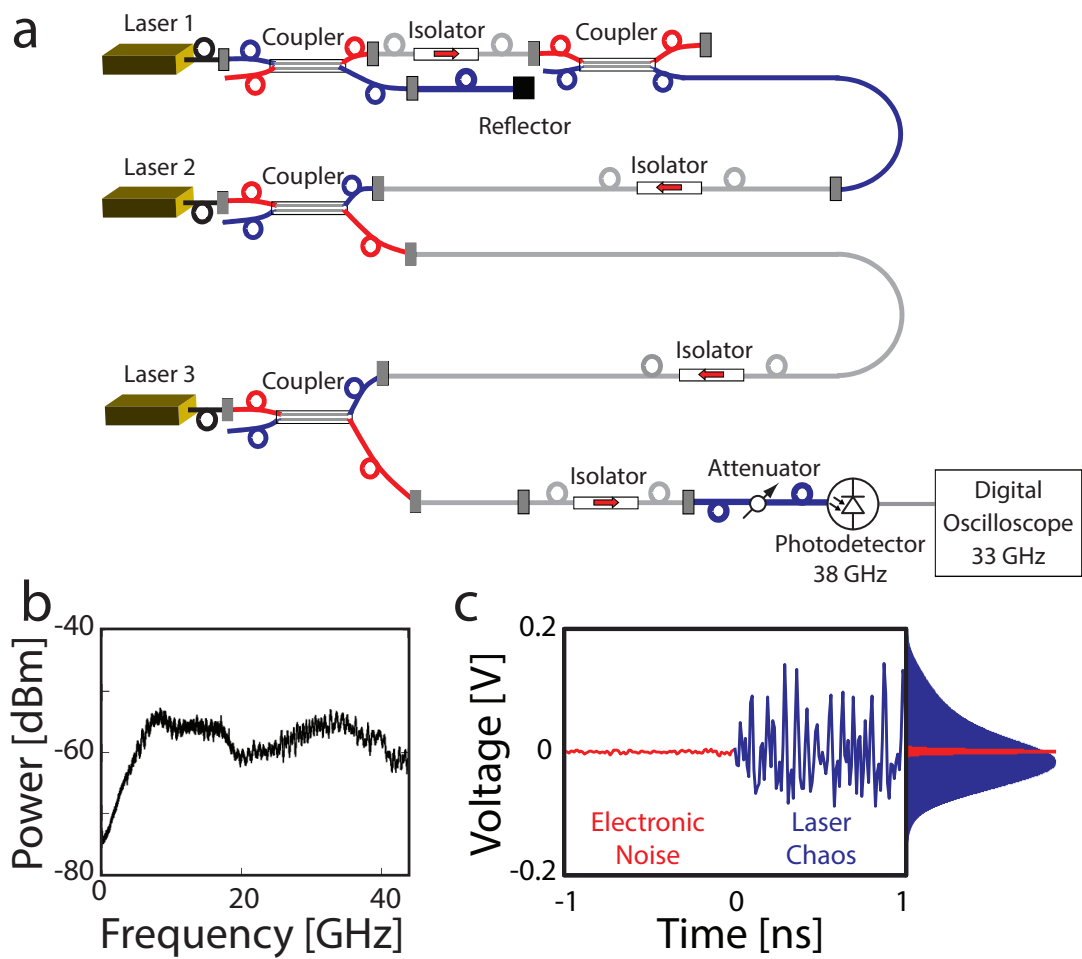 a
Laser 1
Coupler
Isolator
Coupler
Reflector
Laser 2
Coupler
Isolator
Laser 3
Coupler
Isolator
Isolator
Attenuator
Photodetector
38 GHz
Digital
Oscilloscope
33 GHz
b
-40
-50
-60
-80
0
20
40
Power [dBm]
Frequency [GHz]
c
0.2
0
-0.2
-1
0
1
Voltage [V]
Time [ns]
Electronic
Noise
Laser
Chaos